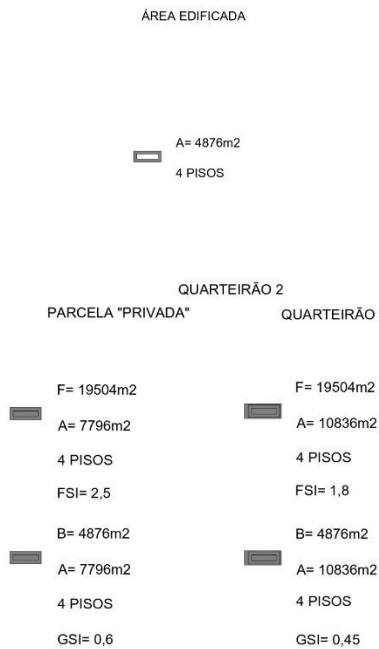 ÁREA EDIFICADA
A= 4876m2
4 PISOS
QUARTEIRÃO 2
PARCELA "PRIVADA"
QUARTEIRÃO
F= 19504m2
A= 7796m2
4 PISOS
FSI= 2,5
B= 4876m2
A= 7796m2
4 PISOS
GSI= 0,6
F= 19504m2
A= 10836m2
4 PISOS
FSI= 1,8
B= 4876m2
A= 10836m2
4 PISOS
GSI= 0,45